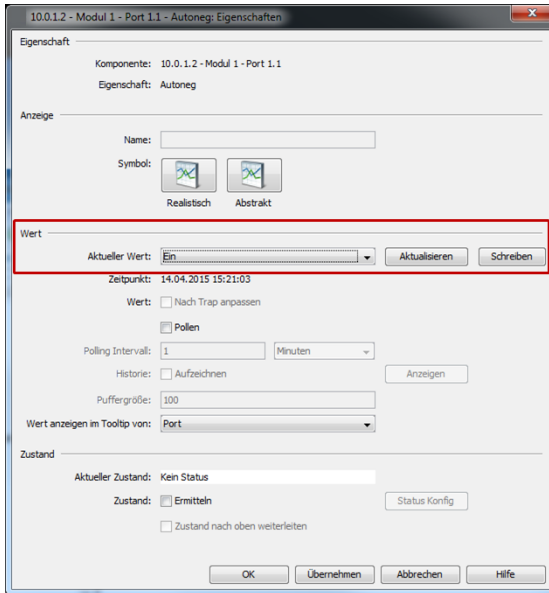 10.0.1.2 - Modul 1 - Port 1.1 - Autoneg: Eigenschaften
Eigenschaft
Komponente: 10.0.1.2 - Modul 1 - Port 1.1
Eigenschaft: Autoneg
Anzeige
Name:
Symbol:
Realistisch Abstrakt
Wert
Aktueller Wert: Ein Aktualisieren Schreiben
Zeitpunkt: 14.04.2015 15:21:03
Wert: Nach Trap anpassen
Pollen
Polling Intervall: 1 Minuten
Historie: Aufzeichnen Anzeigen
Puffergröße: 100
Wert anzeigen im Tooltip von: Port
Zustand
Aktueller Zustand: Kein Status
Zustand: Ermitteln Status Konfig
Zustand nach oben weiterleiten
OK Übernehmen Abbrechen Hilfe